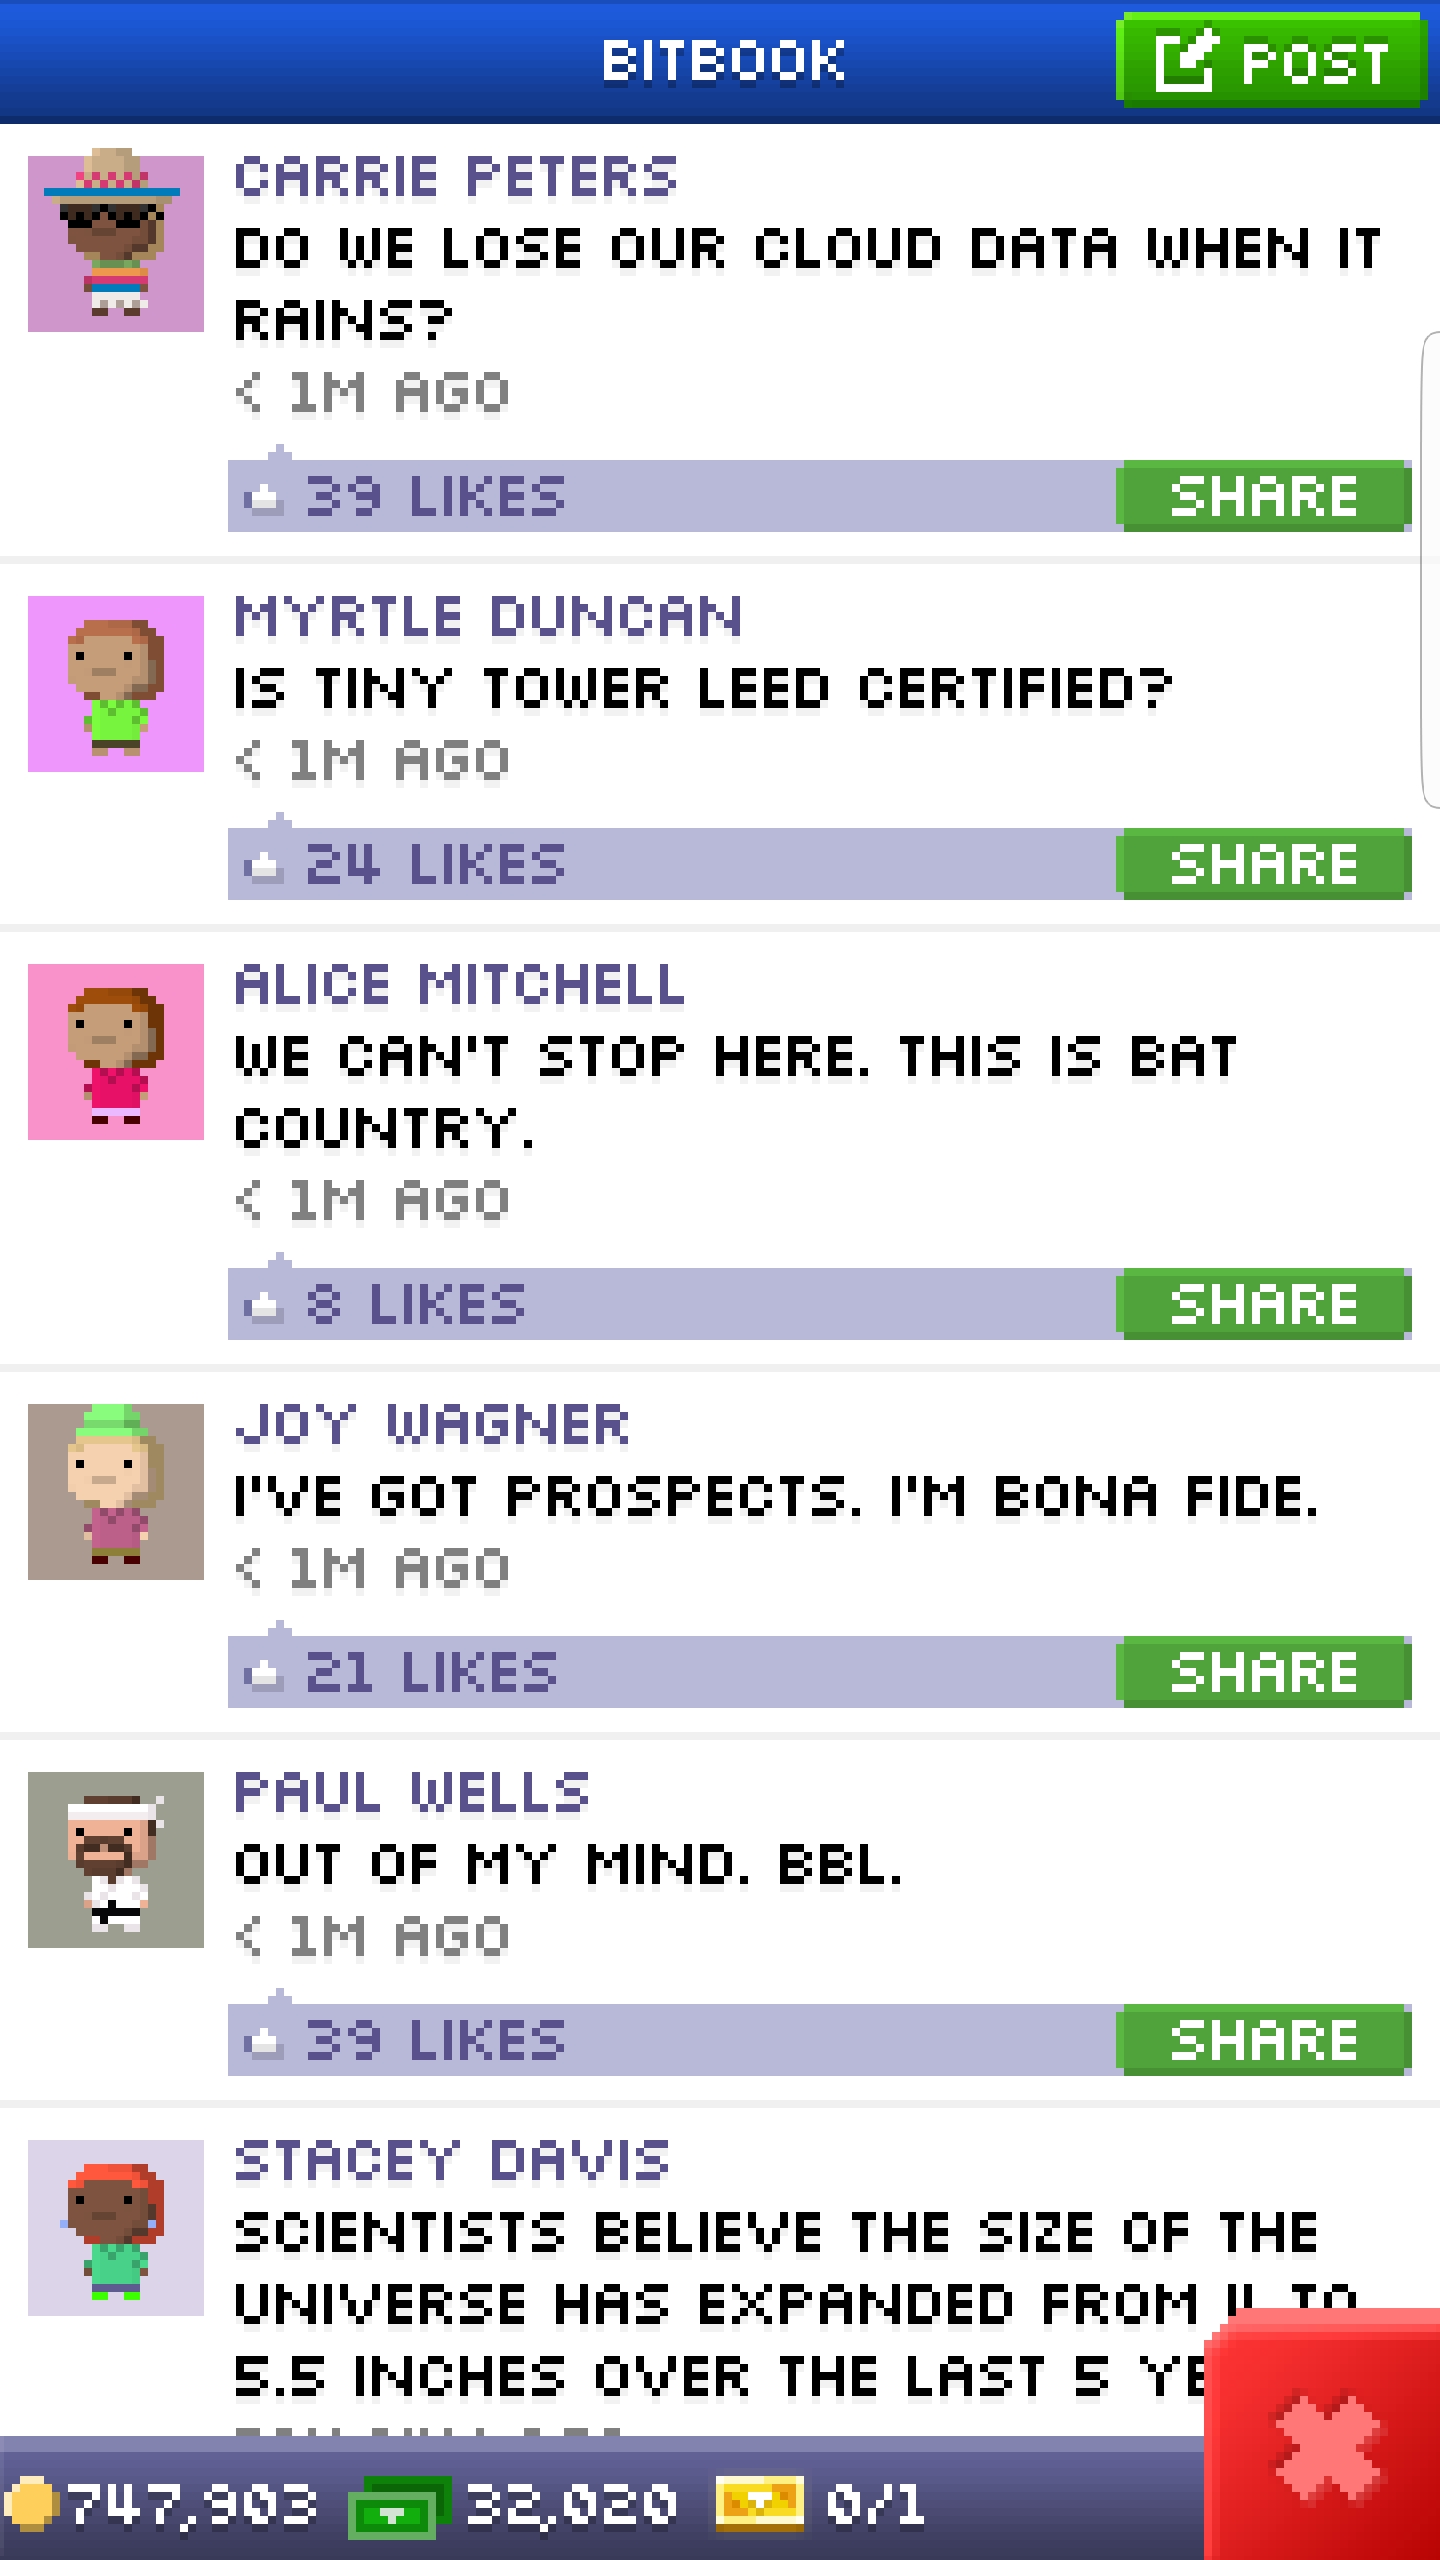 BITBOOK
POST
CARRIE PETERS
DO WE LOSE OUR CLOUD DATA WHEN IT
RAINS?
< 1M AGO
39 LIKES
SHARE
MYRTLE DUNCAN
IS TINY TOWER LEED CERTIFIED?
< 1M AGO
24 LIKES
SHARE
ALICE MITCHELL
WE CAN'T STOP HERE. THIS IS BAT
COUNTRY.
< 1M AGO
8 LIKES
SHARE
JOY WAGNER
I'VE GOT PROSPECTS. I'M BONA FIDE.
< 1M AGO
21 LIKES
SHARE
PAUL WELLS
OUT OF MY MIND. BBL.
< 1M AGO
39 LIKES
SHARE
STACEY DAVIS
SCIENTISTS BELIEVE THE SIZE OF THE
UNIVERSE HAS EXPANDED FROM 4 TO
5.5 INCHES OVER THE LAST 5
747,903
32,020
0/1